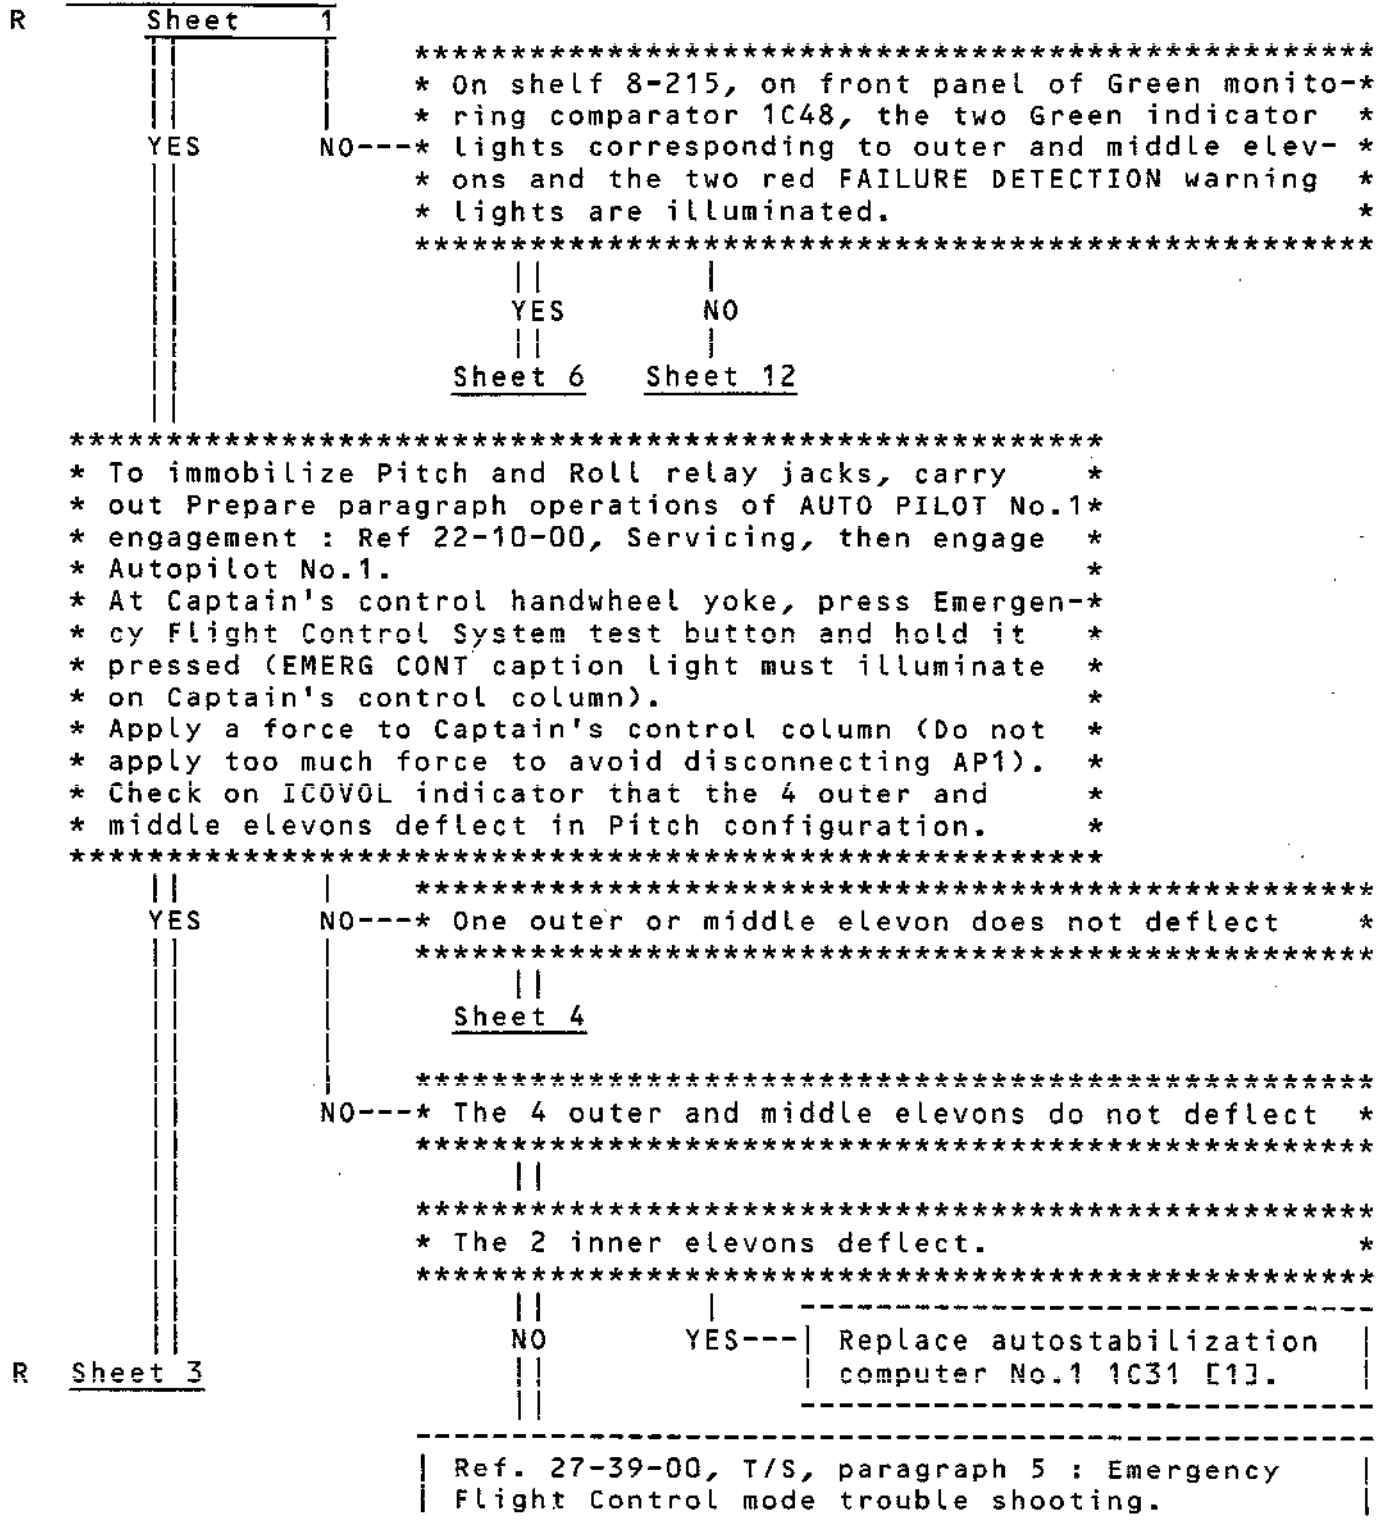 R Sheet 1
* On shelf 8-215, on front panel of Green monito-*
* ring comparator 1C48, the two Green indicator *
YES NO---* lights corresponding to outer and middle elev- *
* ons and the two red FAILURE DETECTION warning *
* lights are illuminated. *
YES NO
Sheet 6 Sheet 12
* To immobilize Pitch and Roll relay jacks, carry *
* out Prepare paragraph operations of AUTO PILOT No.1*
* engagement : Ref 22-10-00, Servicing, then engage *
* Autopilot No.1. *
* At Captain's control handwheel yoke, press Emergen-*
* cy Flight Control System test button and hold it *
* pressed (EMERG CONT caption light must illuminate *
* on Captain's control column). *
* Apply a force to Captain's control column (Do not *
* apply too much force to avoid disconnecting AP1). *
* Check on ICOVOL indicator that the 4 outer and *
* middle elevons deflect in Pitch configuration. *
YES NO---* One outer or middle elevon does not deflect *
Sheet 4
NO---* The 4 outer and middle elevons do not deflect *
* The 2 inner elevons deflect. *
NO YES---| Replace autostabilization |
R Sheet 3 | computer No.1 1C31 [1]. |
| Ref. 27-39-00, T/S, paragraph 5 : Emergency |
| Flight Control mode trouble shooting. |